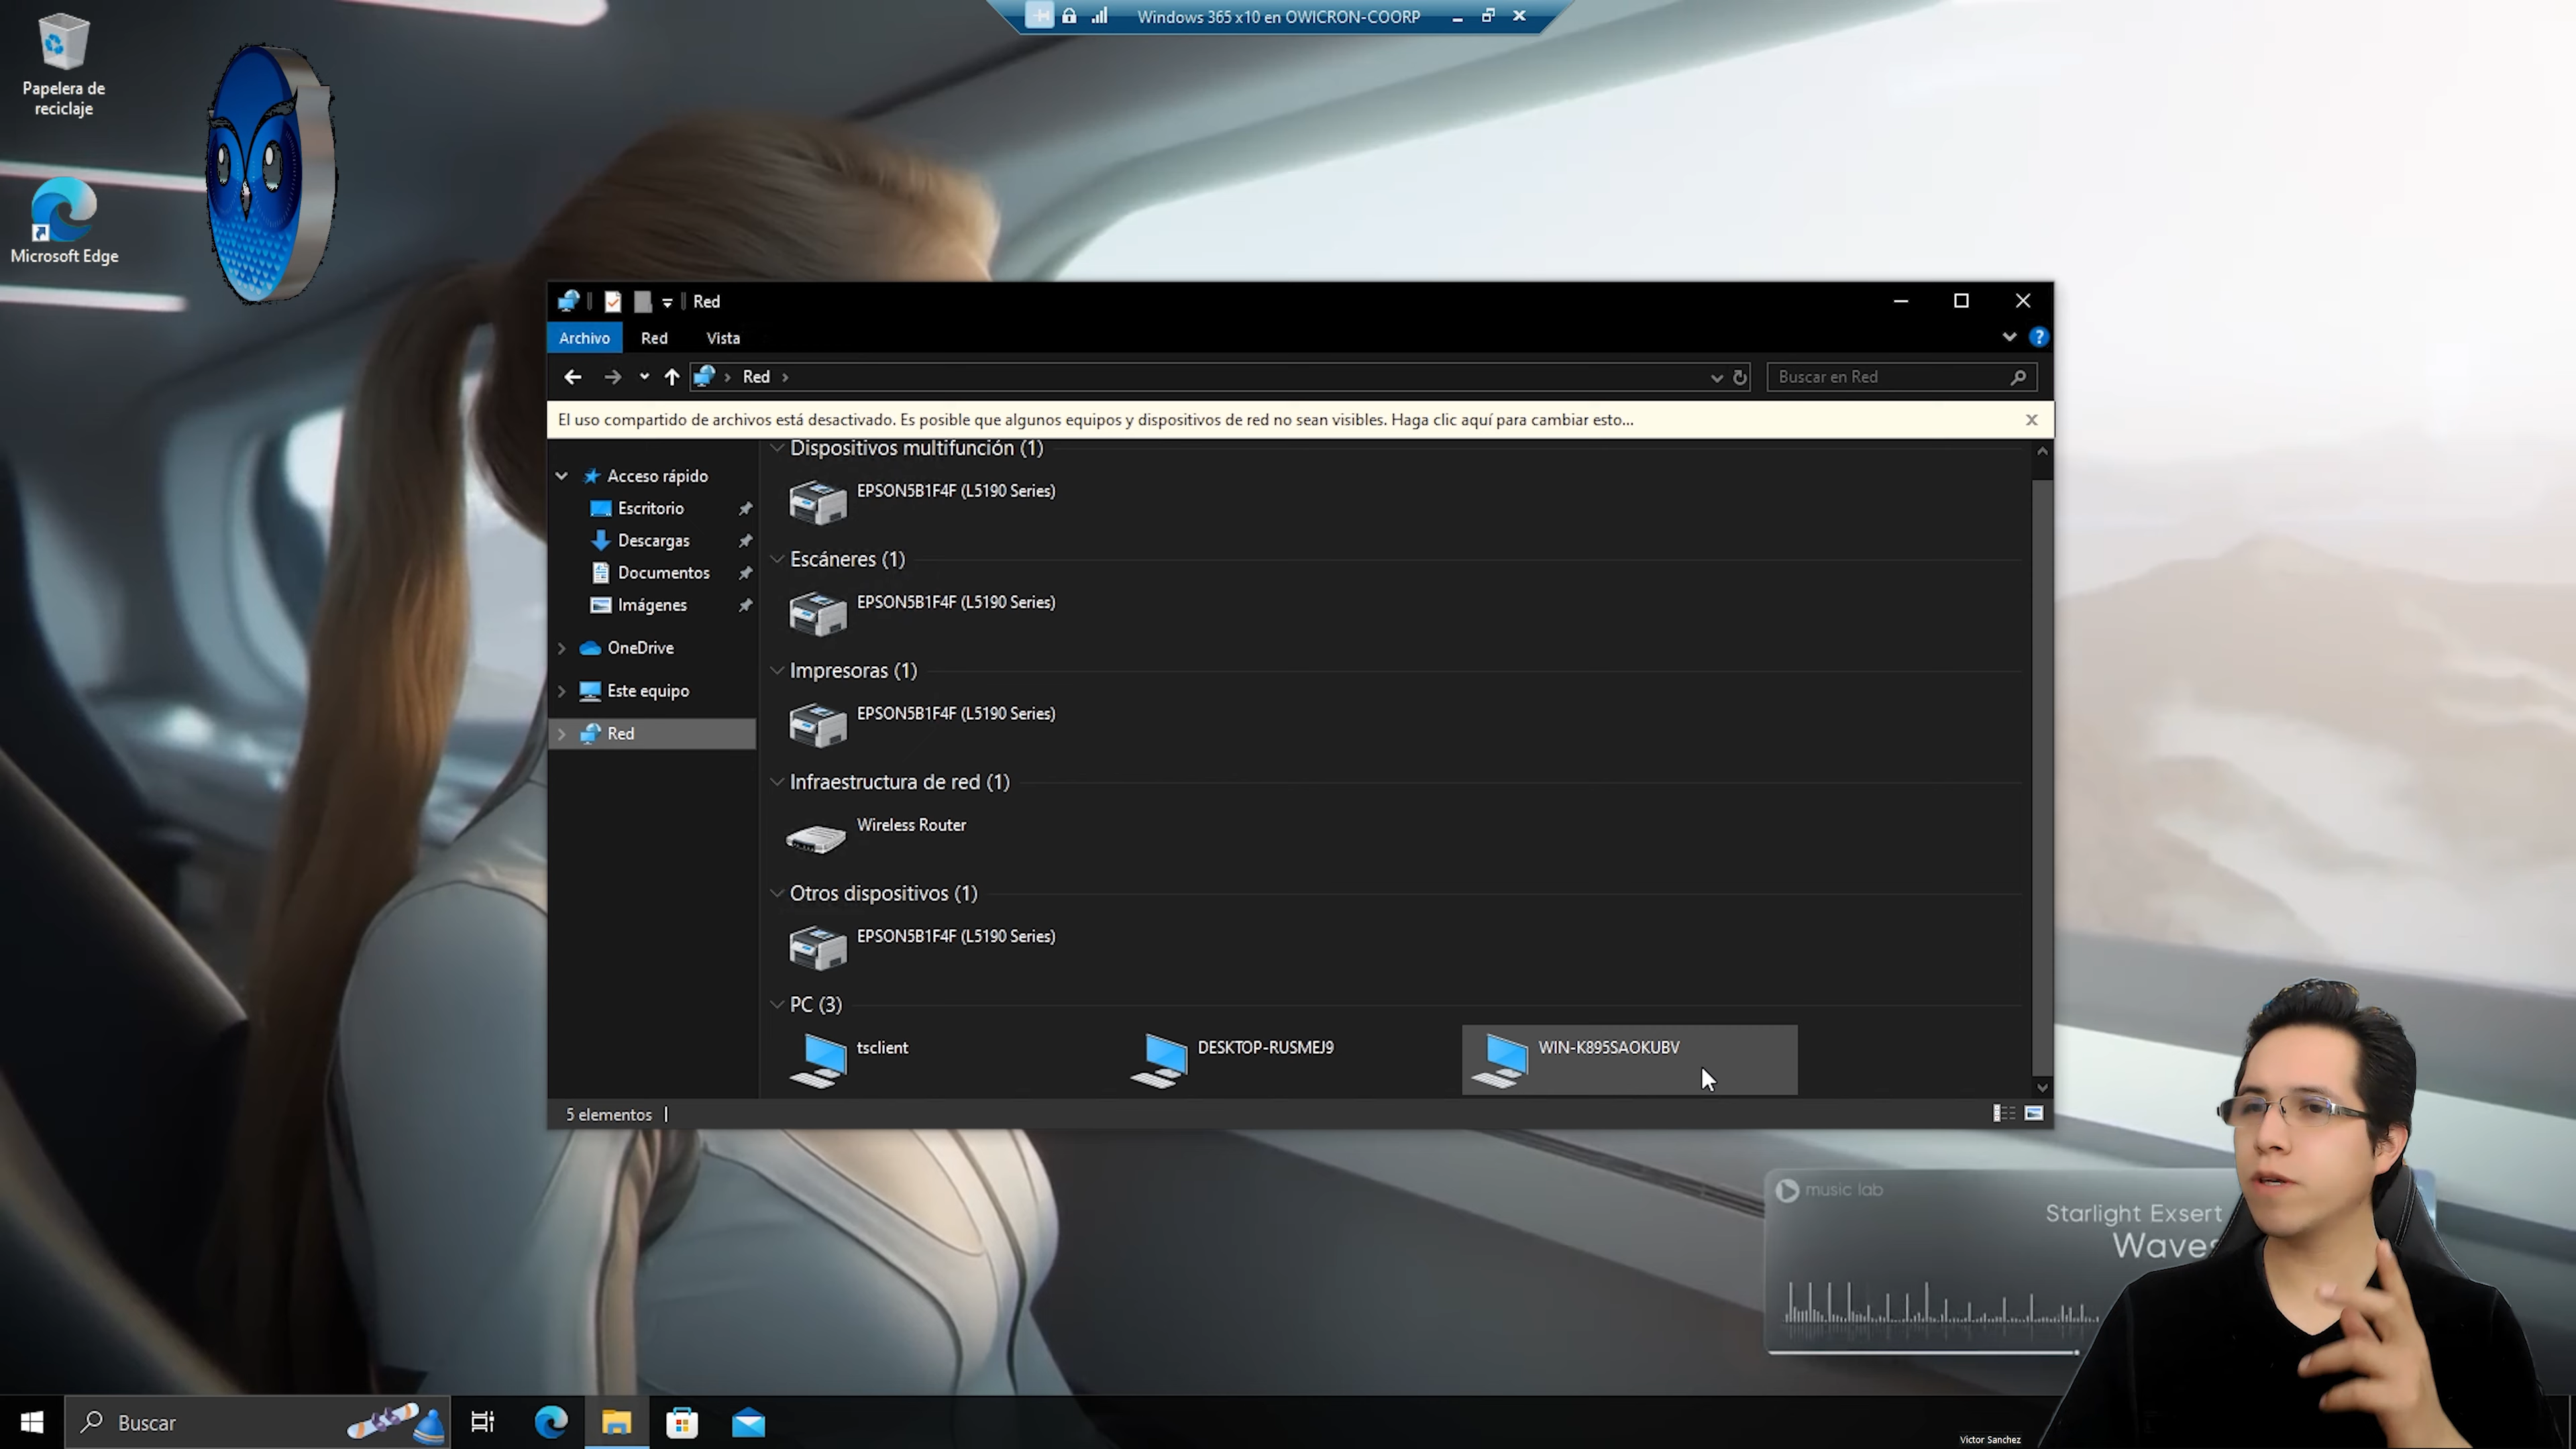 Windows 365 x10 en OWICRON-COORP
Papelera de
reciclaje
Microsoft Edge
Red
Archivo
Red
Vista
Red
Buscar en Red
El uso compartido de archivos está desactivado. Es posible que algunos equipos y dispositivos de red no sean visibles. Haga clic aquí para cambiar esto...
Acceso rápido
Escritorio
Descargas
Documentos
Imágenes
OneDrive
Este equipo
Red
Dispositivos multifunción (1)
EPSON5B1F4F (L5190 Series)
Escáneres (1)
EPSON5B1F4F (L5190 Series)
Impresoras (1)
EPSON5B1F4F (L5190 Series)
Infraestructura de red (1)
Wireless Router
Otros dispositivos (1)
EPSON5B1F4F (L5190 Series)
PC (3)
tsclient
DESKTOP-RUSMEJ9
WIN-K895SAOKUBV
5 elementos
music lab
Starlight Exsert
Waves
Buscar
Victor Sanchez